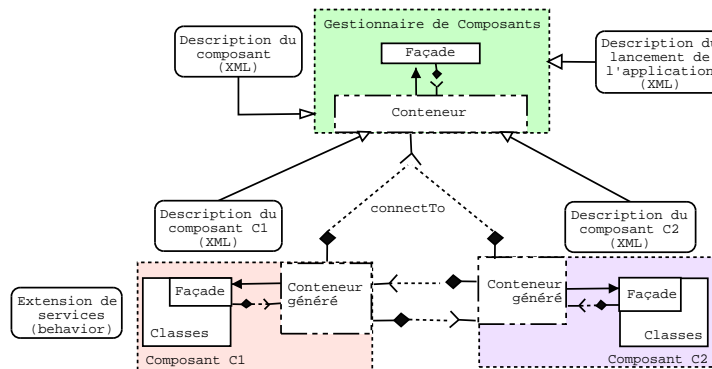 Gestionnaire de Composants
Description du
composant
(XML)
Façade
Conteneur
Description du
lancement de
l'application
(XML)
Description du
composant C1
(XML)
connectTo
Description du
composant C2
(XML)
Extension de
services
(behavior)
Façade
Classes
Composant C1
Conteneur
généré
Conteneur
généré
Façade
Classes
Composant C2